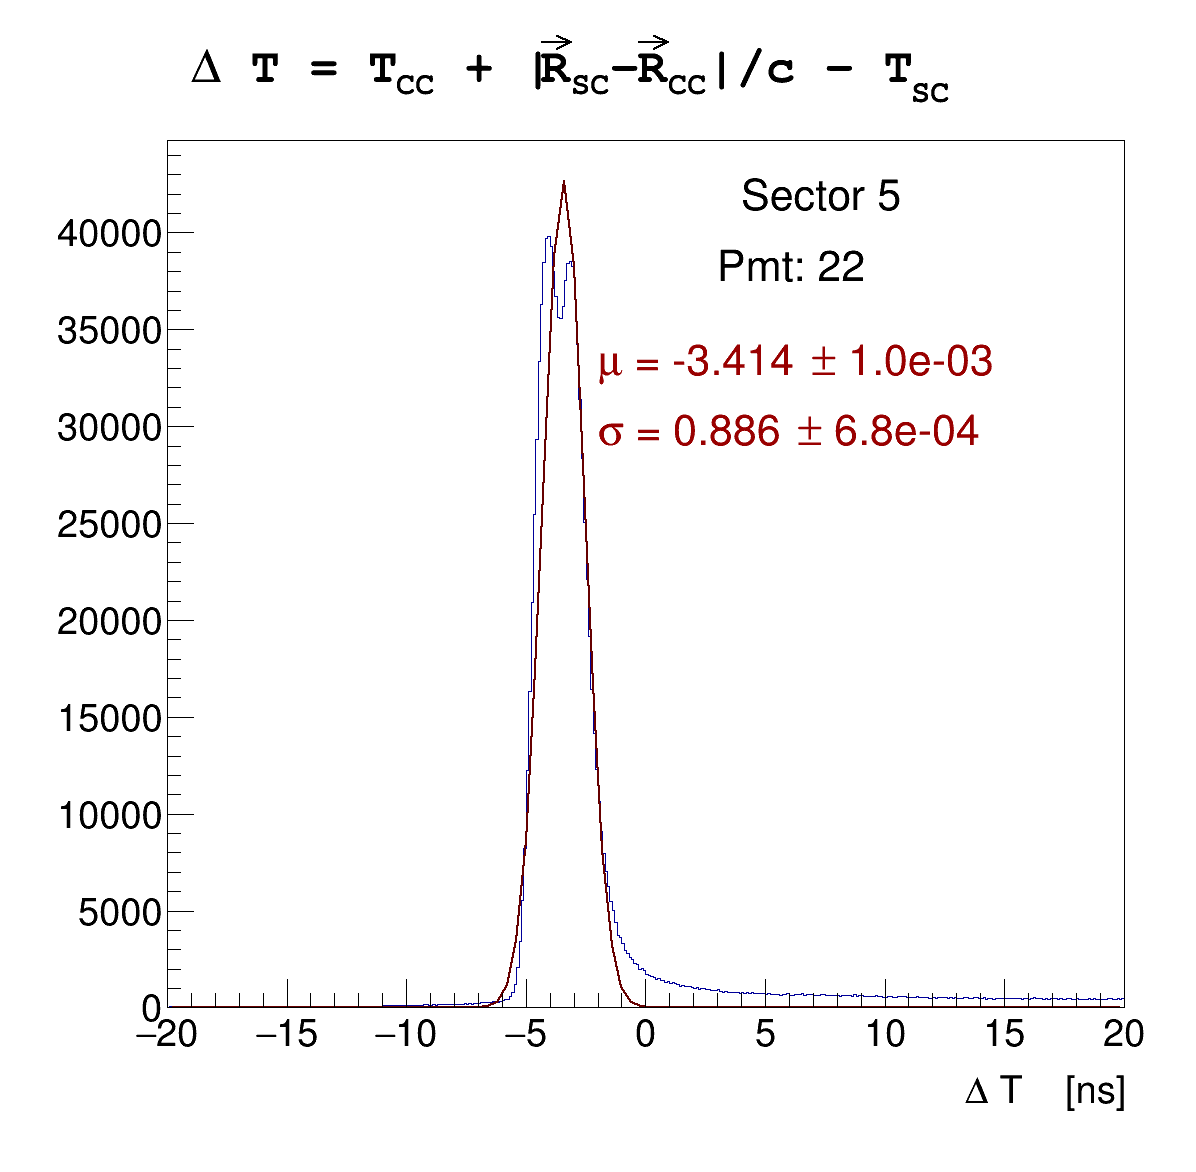 Δ T = T_CC + |R⃗_SC−R⃗_CC|/c − T_SC
Sector 5
Pmt: 22
μ = -3.414 ± 1.0e-03
σ = 0.886 ± 6.8e-04
40000
35000
30000
25000
20000
15000
10000
5000
0
−20 −15 −10 −5 0 5 10 15 20
Δ T [ns]